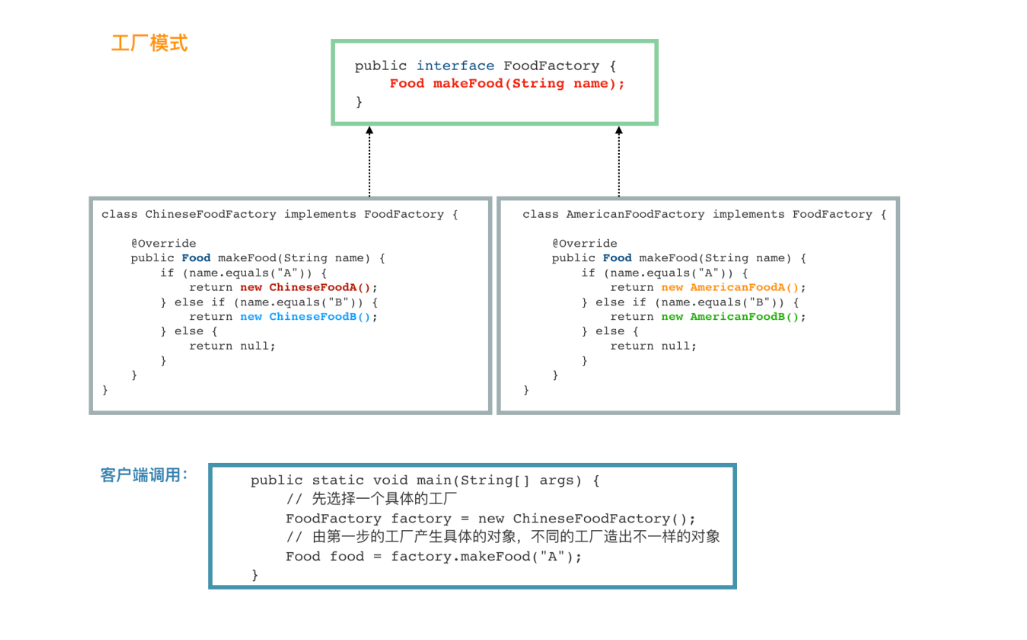 工厂模式
public interface FoodFactory {
    Food makeFood(String name);
}
class ChineseFoodFactory implements FoodFactory {
    @Override
    public Food makeFood(String name) {
        if (name.equals("A")) {
            return new ChineseFoodA();
        } else if (name.equals("B")) {
            return new ChineseFoodB();
        } else {
            return null;
        }
    }
}
class AmericanFoodFactory implements FoodFactory {
    @Override
    public Food makeFood(String name) {
        if (name.equals("A")) {
            return new AmericanFoodA();
        } else if (name.equals("B")) {
            return new AmericanFoodB();
        } else {
            return null;
        }
    }
}
客户端调用：
public static void main(String[] args) {
    // 先选择一个具体的工厂
    FoodFactory factory = new ChineseFoodFactory();
    // 由第一步的工厂产生具体的对象，不同的工厂造出不一样的对象
    Food food = factory.makeFood("A");
}